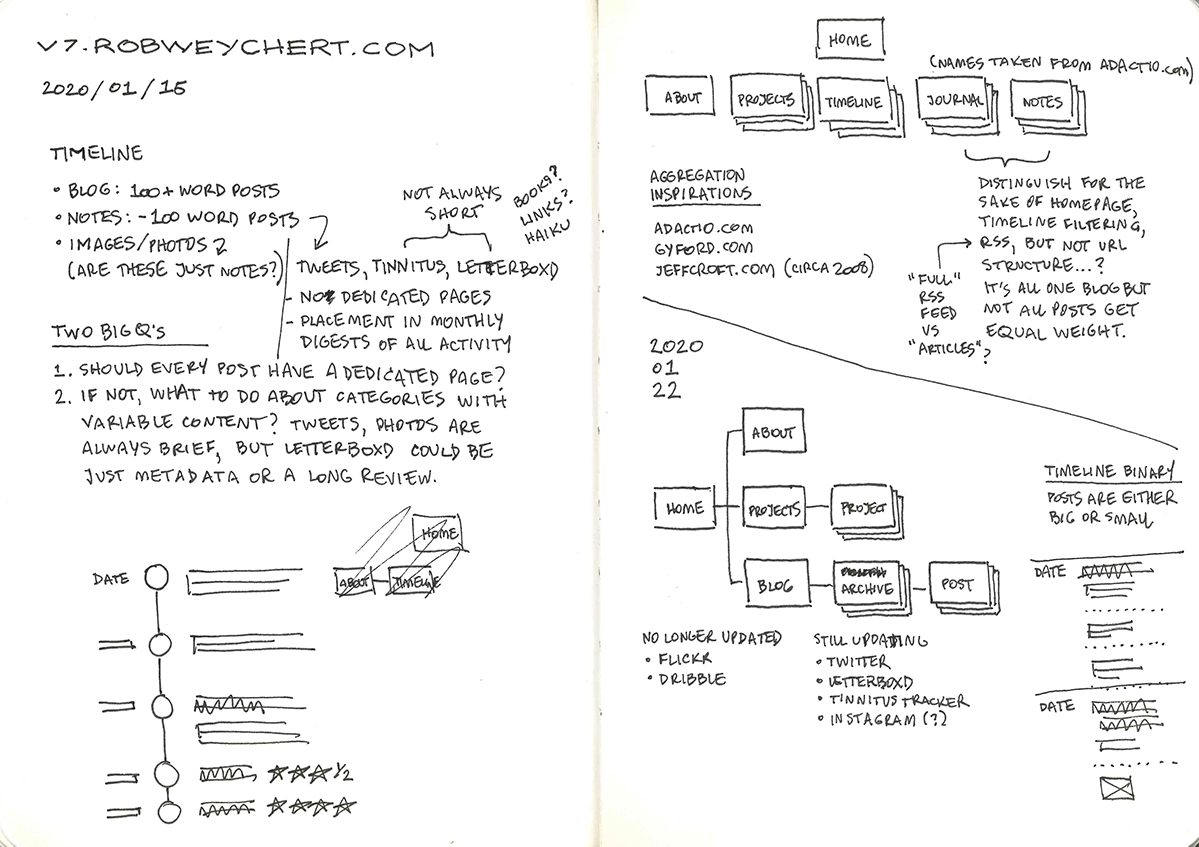 V7.ROBWEYCHERT.COM
2020/01/15
TIMELINE
• BLOG: 100+ WORD POSTS
• NOTES: -100 WORD POSTS
• IMAGES/PHOTOS
(ARE THESE JUST NOTES?)
NOT ALWAYS
SHORT
BOOKS?
LINKS?
HAIKU
TWEETS, TINNITUS, LETTERBOXD
- NO DEDICATED PAGES
- PLACEMENT IN MONTHLY
DIGESTS OF ALL ACTIVITY
TWO BIG Q'S
1. SHOULD EVERY POST HAVE A DEDICATED PAGE?
2. IF NOT, WHAT TO DO ABOUT CATEGORIES WITH
VARIABLE CONTENT? TWEETS, PHOTOS ARE
ALWAYS BRIEF, BUT LETTERBOXD COULD BE
JUST METADATA OR A LONG REVIEW.
HOME
ABOUT TIMELINE
DATE
1/2
HOME
(NAMES TAKEN FROM ADACTIO.COM)
ABOUT PROJECTS TIMELINE JOURNAL NOTES
AGGREGATION
INSPIRATIONS
ADACTIO.COM
GYFORD.COM
JEFFCROFT.COM (CIRCA 2008)
DISTINGUISH FOR THE
SAKE OF HOMEPAGE,
TIMELINE FILTERING,
RSS, BUT NOT URL
STRUCTURE...?
IT'S ALL ONE BLOG BUT
NOT ALL POSTS GET
EQUAL WEIGHT.
"FULL"
RSS
FEED
VS
"ARTICLES"?
2020
01
22
ABOUT
HOME PROJECTS PROJECT
BLOG ARCHIVE POST
NO LONGER UPDATED
• FLICKR
• DRIBBLE
STILL UPDATING
• TWITTER
• LETTERBOXD
• TINNITUS TRACKER
• INSTAGRAM (?)
TIMELINE BINARY
POSTS ARE EITHER
BIG OR SMALL
DATE
DATE